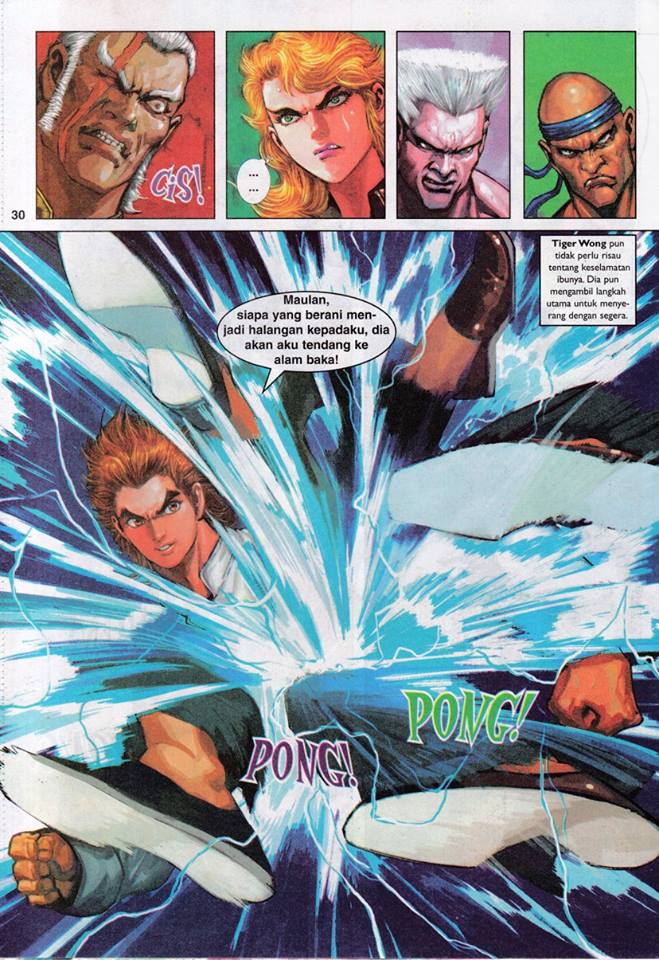 CIS!
...
...
30
Tiger Wong pun
tidak perlu risau
tentang keselamatan
ibunya. Dia pun
mengambil langkah
utama untuk menye-
rang dengan segera.
Maulan,
siapa yang berani men-
jadi halangan kepadaku, dia
akan aku tendang ke
alam baka!
PONG!
PONG!